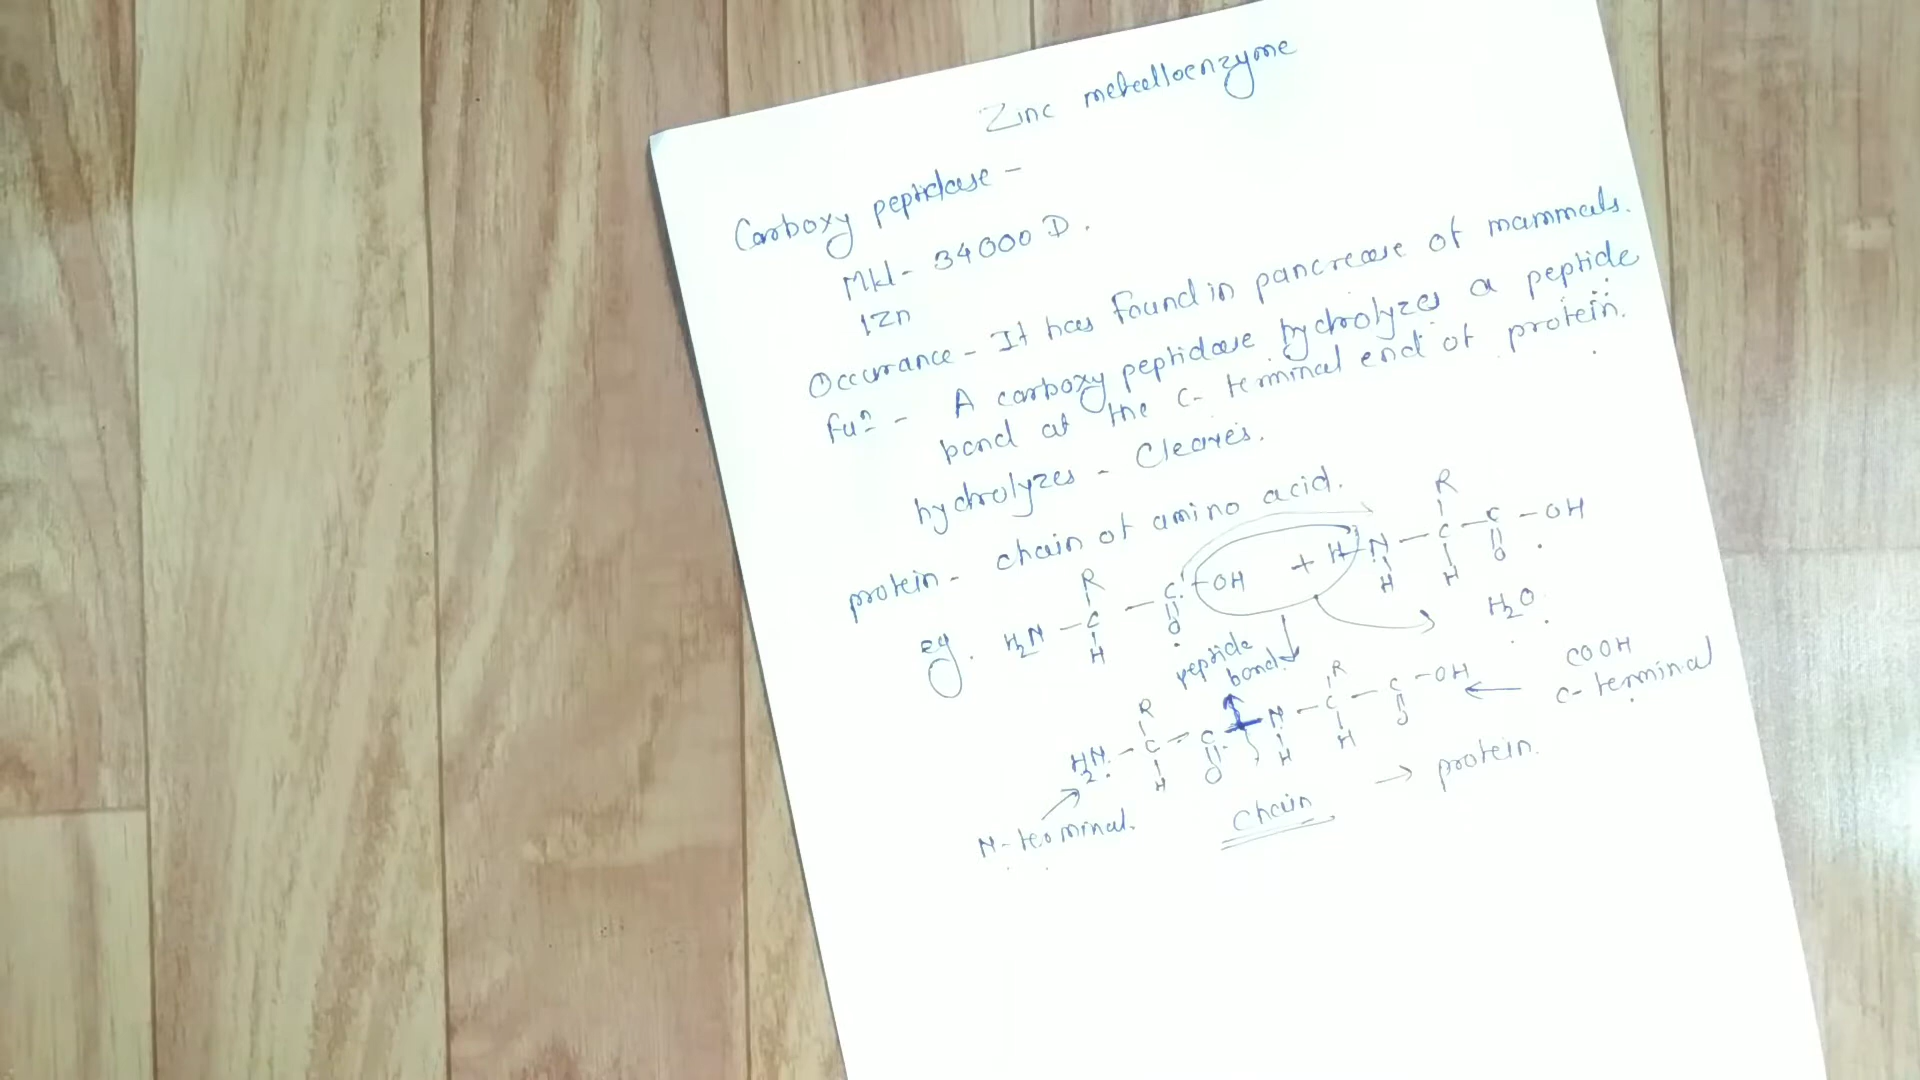 Zinc metalloenzyme
Carboxy peptidase -
MW - 34000 D.
1Zn
Occurance - It has found in pancrease of mammals.
fuⁿ - A carboxy peptidase hydrolyzes a peptide
bond at the C- terminal end of protein.
hydrolyzes - Cleaves.
protein - chain of amino acid.
eg. H₂N - C - C - OH + H - N - C - C - OH
R H O H R H O
H₂O
peptide
bond
H₂N - C - C - N - C - C - OH
R H O H R H O
COOH
C- terminal
N- terminal.
Chain → protein.